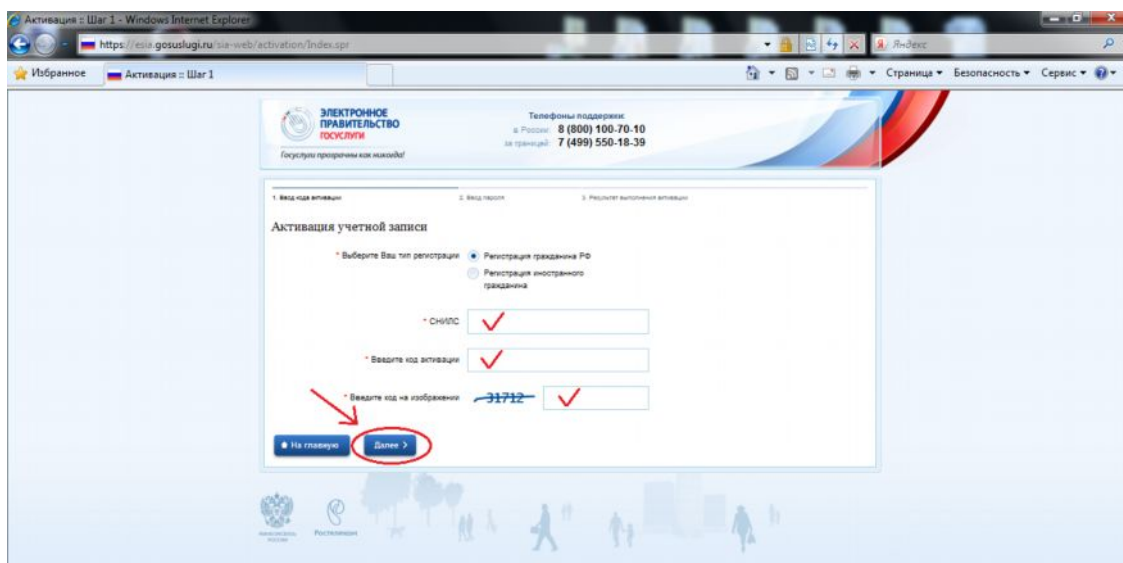 Активация :: Шаг 1 - Windows Internet Explorer
https://esia.gosuslugi.ru/sia-web/activation/Index.spr
Яндекс
Избранное
Активация :: Шаг 1
Страница
Безопасность
Сервис
ЭЛЕКТРОННОЕ
ПРАВИТЕЛЬСТВО
ГОСУСЛУГИ
Госуслуги прозрачны как никогда!
Телефоны поддержки:
в России: 8 (800) 100-70-10
за границей: 7 (499) 550-18-39
1. Ввод кода активации
2. Ввод пароля
3. Результат выполнения активации
Активация учетной записи
* Выберите Ваш тип регистрации
Регистрация гражданина РФ
Регистрация иностранного
гражданина
* СНИЛС
* Введите код активации
* Введите код на изображении
31712
На главную
Далее >
Ростелеком